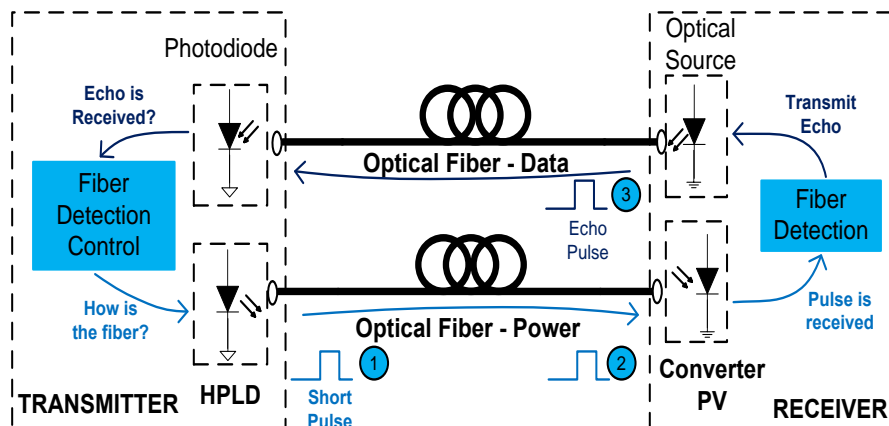 Photodiode
Optical
Source
Echo is
Received?
Transmit
Echo
Optical Fiber - Data
Fiber
Detection
Control
3
Fiber
Detection
Echo
Pulse
How is
the fiber?
Pulse is
received
Optical Fiber - Power
1
2
Short
Pulse
TRANSMITTER
HPLD
Converter
PV
RECEIVER